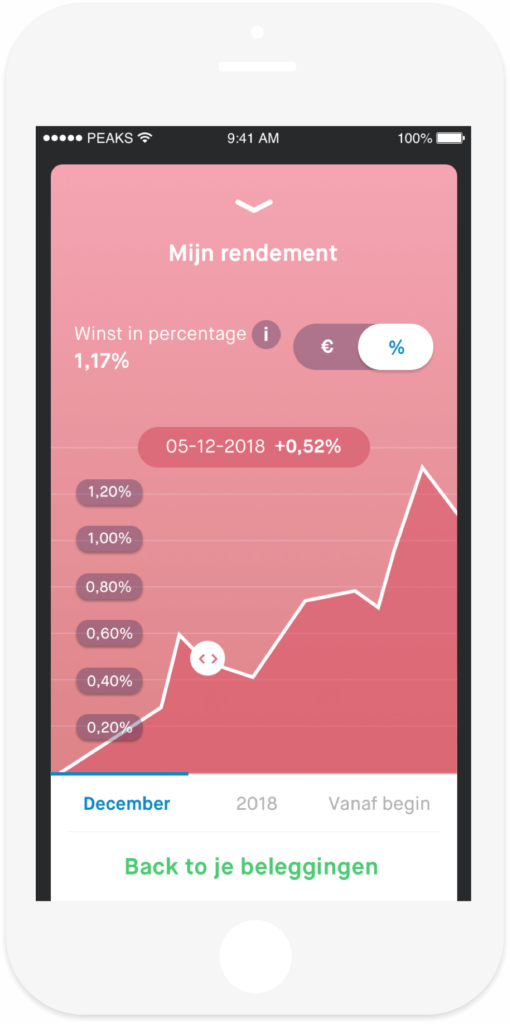 PEAKS 9:41 AM 100%
Mijn rendement
Winst in percentage i
1,17%
€ %
05-12-2018 +0,52%
1,20%
1,00%
0,80%
0,60%
0,40%
0,20%
December 2018 Vanaf begin
Back to je beleggingen